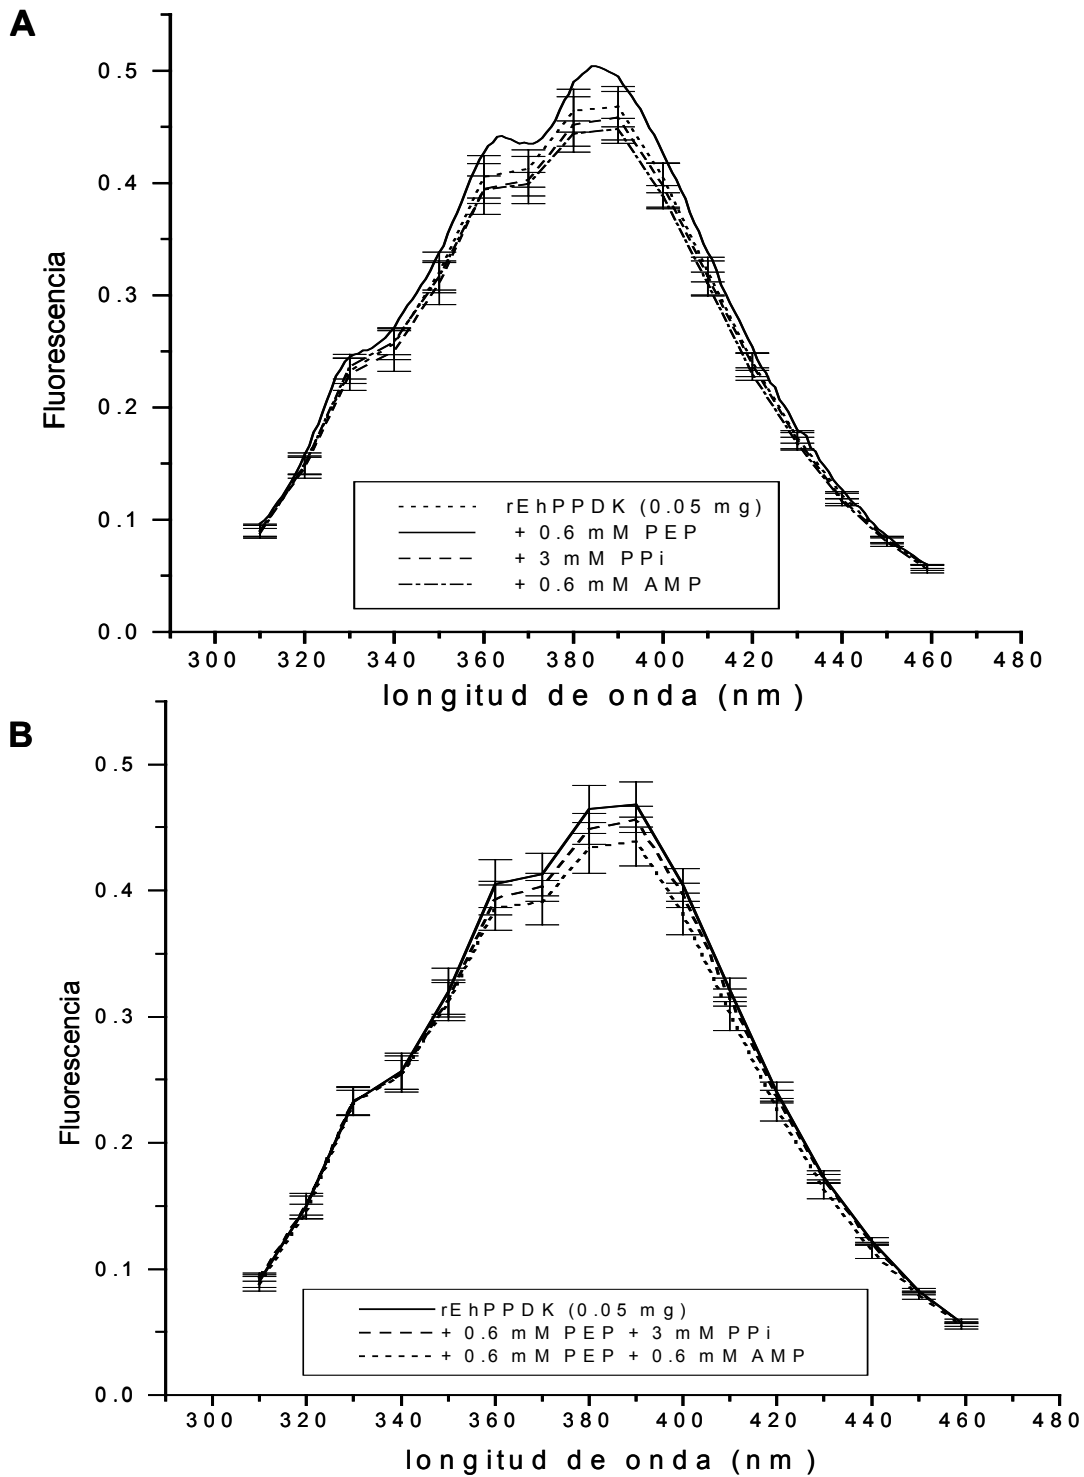 A
0.5
0.4
0.3
0.2
0.1
0.0
Fluorescencia
rEhPPDK (0.05 mg)
+ 0.6 mM PEP
+ 3 mM PPi
+ 0.6 mM AMP
300 320 340 360 380 400 420 440 460 480
longitud de onda (nm)
B
0.5
0.4
0.3
0.2
0.1
0.0
Fluorescencia
rEhPPDK (0.05 mg)
+ 0.6 mM PEP + 3 mM PPi
+ 0.6 mM PEP + 0.6 mM AMP
300 320 340 360 380 400 420 440 460 480
longitud de onda (nm)